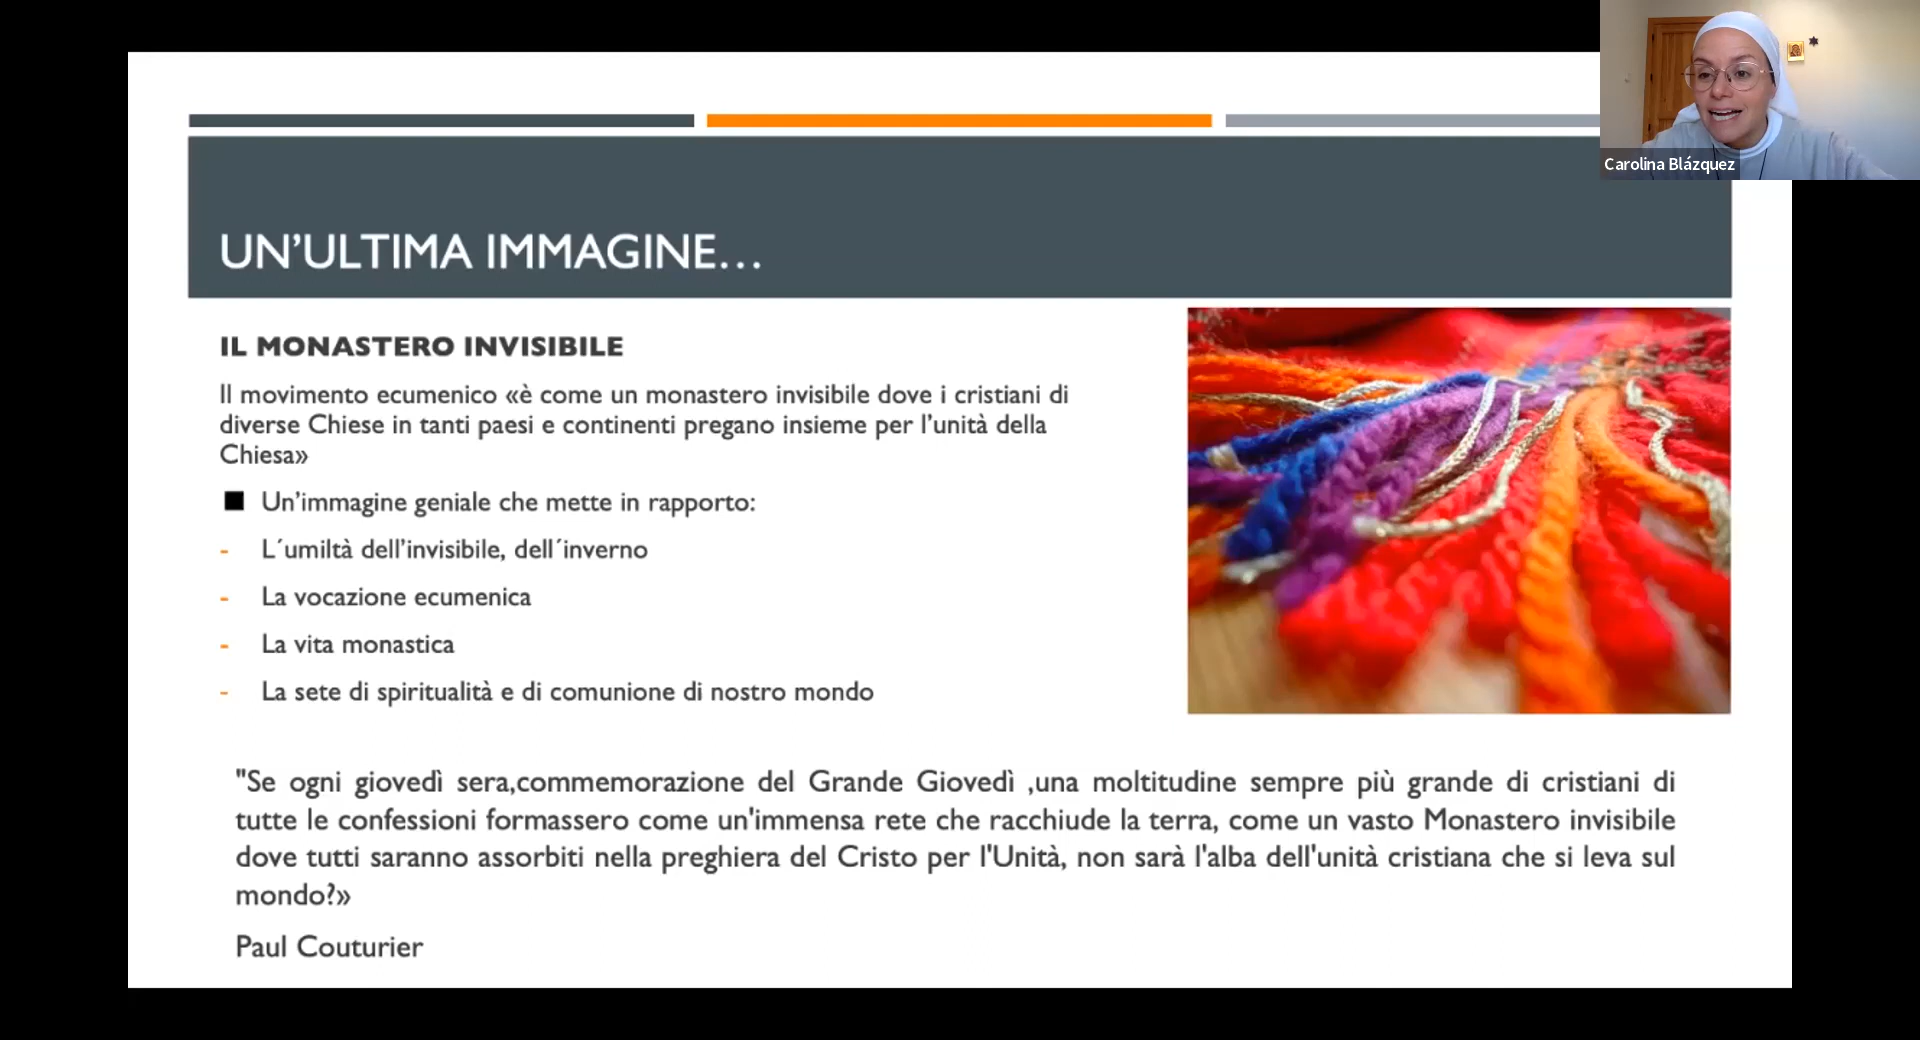 Carolina Blázquez
UN’ULTIMA IMMAGINE…
IL MONASTERO INVISIBILE
Il movimento ecumenico «è come un monastero invisibile dove i cristiani di
diverse Chiese in tanti paesi e continenti pregano insieme per l’unità della
Chiesa»
Un’immagine geniale che mette in rapporto:
- L´umiltà dell’invisibile, dell´inverno
- La vocazione ecumenica
- La vita monastica
- La sete di spiritualità e di comunione di nostro mondo
"Se ogni giovedì sera,commemorazione del Grande Giovedì ,una moltitudine sempre più grande di cristiani di
tutte le confessioni formassero come un'immensa rete che racchiude la terra, come un vasto Monastero invisibile
dove tutti saranno assorbiti nella preghiera del Cristo per l'Unità, non sarà l'alba dell'unità cristiana che si leva sul
mondo?»
Paul Couturier